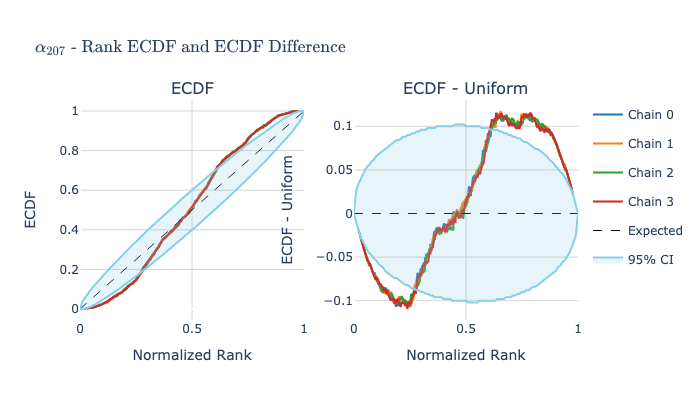 α₂₀₇ - Rank ECDF and ECDF Difference
ECDF
ECDF
1
0.8
0.6
0.4
0.2
0
0
0.5
1
Normalized Rank
ECDF - Uniform
ECDF - Uniform
0.1
0.05
0
−0.05
−0.1
0
0.5
1
Normalized Rank
Chain 0
Chain 1
Chain 2
Chain 3
Expected
95% CI